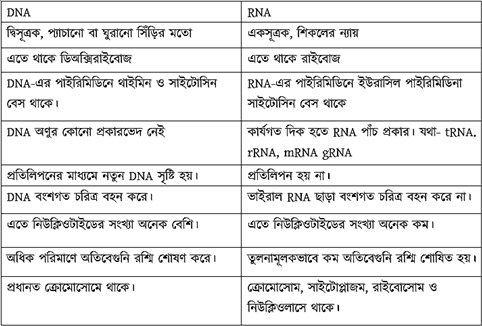 DNA
RNA
দ্বিসূত্রক, প্যাচানো বা ঘুরানো সিঁড়ির মতো
একসূত্রক, শিকলের ন্যায়
এতে থাকে ডিঅক্সিরাইবোজ
এতে থাকে রাইবোজ
DNA-এর পাইরিমিডিনে থাইমিন ও সাইটোসিন
বেস থাকে।
RNA-এর পাইরিমিডিনে ইউরাসিল পাইরিমিডিনা
সাইটোসিন বেস থাকে
DNA অণুর কোনো প্রকারভেদ নেই
কার্যগত দিক হতে RNA পাঁচ প্রকার। যথা- tRNA.
rRNA, mRNA gRNA
প্রতিলিপনের মাধ্যমে নতুন DNA সৃষ্টি হয়।
প্রতিলিপন হয় না।
DNA বংশগত চরিত্র বহন করে।
ভাইরাল RNA ছাড়া বংশগত চরিত্র বহন করে না।
এতে নিউক্লিওটাইডের সংখ্যা অনেক বেশি।
এতে নিউক্লিওটাইডের সংখ্যা অনেক কম।
অধিক পরিমাণে অতিবেগুনি রশ্মি শোষণ করে।
তুলনামূলকভাবে কম অতিবেগুনি রশ্মি শোষিত হয়।
প্রধানত ক্রোমোসোমে থাকে।
ক্রোমোসোম, সাইটোপ্লাজম, রাইবোসোম ও
নিউক্লিওলাসে থাকে।